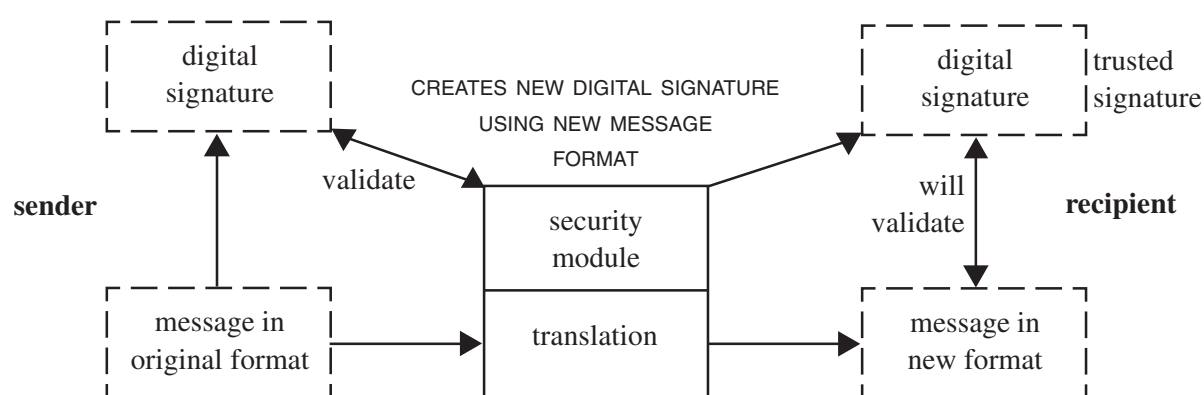 digital
signature
CREATES NEW DIGITAL SIGNATURE
USING NEW MESSAGE
FORMAT
digital
signature
trusted
signature
validate
sender
security
module
will
validate
recipient
message in
original format
translation
message in
new format